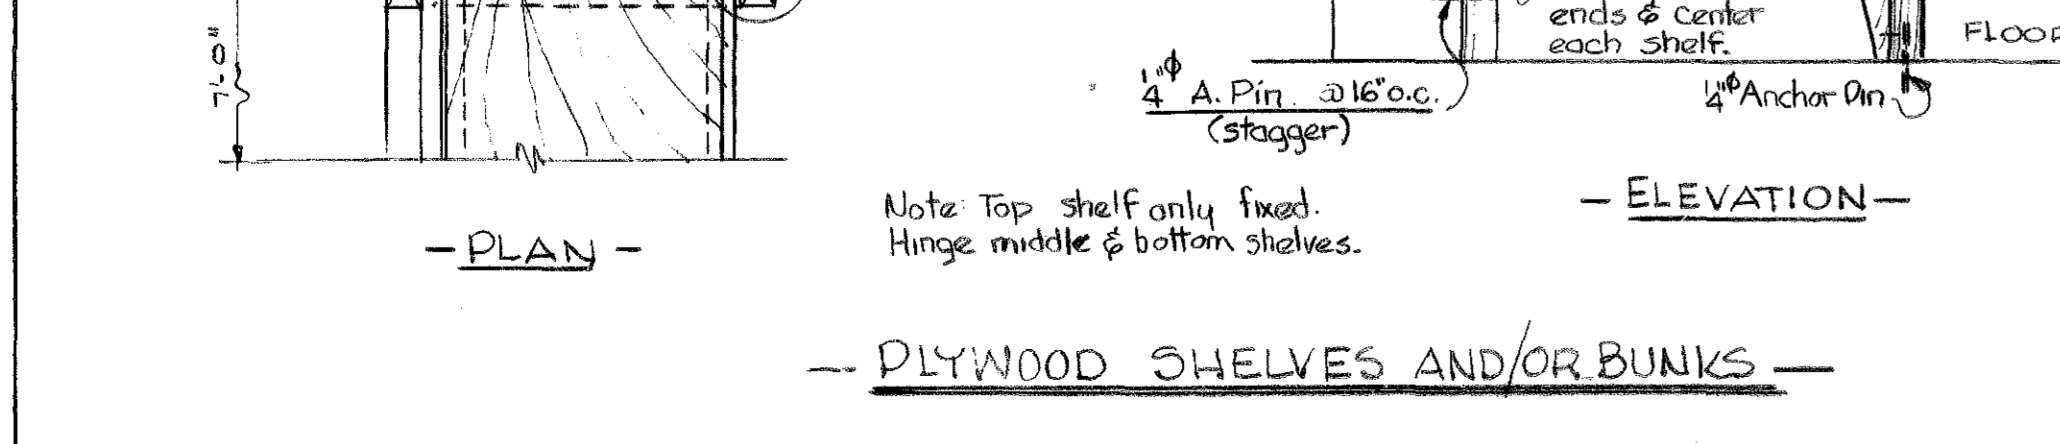 7'-0"
ends & center
each shelf.
FLOOR
1/4"ϕ A. Pin @ 16" o.c.
(stagger)
1/4"ϕ Anchor Pin
Note: Top shelf only fixed.
Hinge middle & bottom shelves.
- PLAN -
- ELEVATION -
- PLYWOOD SHELVES AND/OR BUNKS -